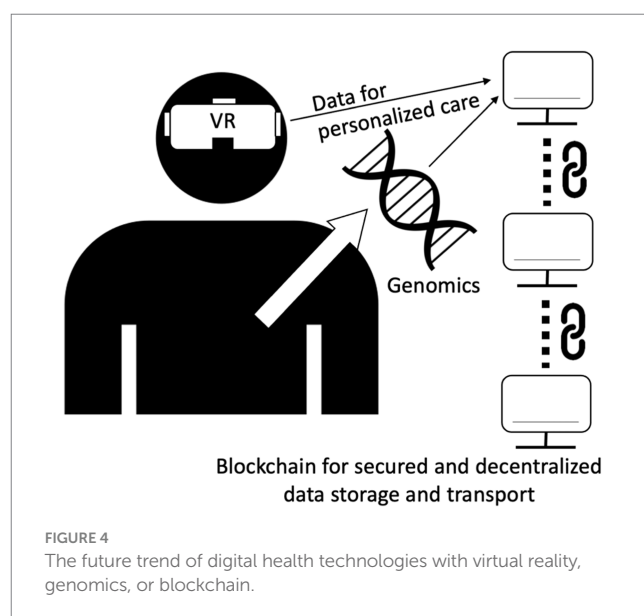 VR
Data for
personalized care
Genomics
Blockchain for secured and decentralized
data storage and transport
FIGURE 4
The future trend of digital health technologies with virtual reality,
genomics, or blockchain.